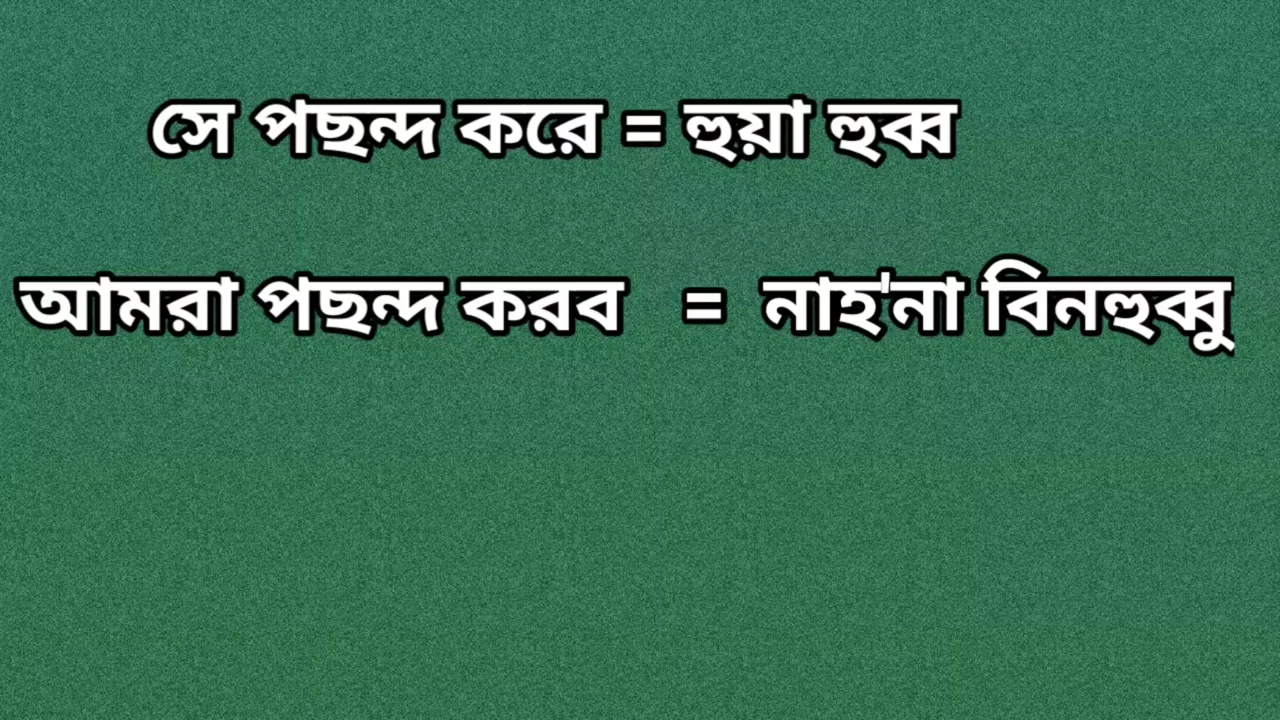 সে পছন্দ করে = হুয়া হুব্ব
আমরা পছন্দ করব = নাহ'না বিনহুব্বু